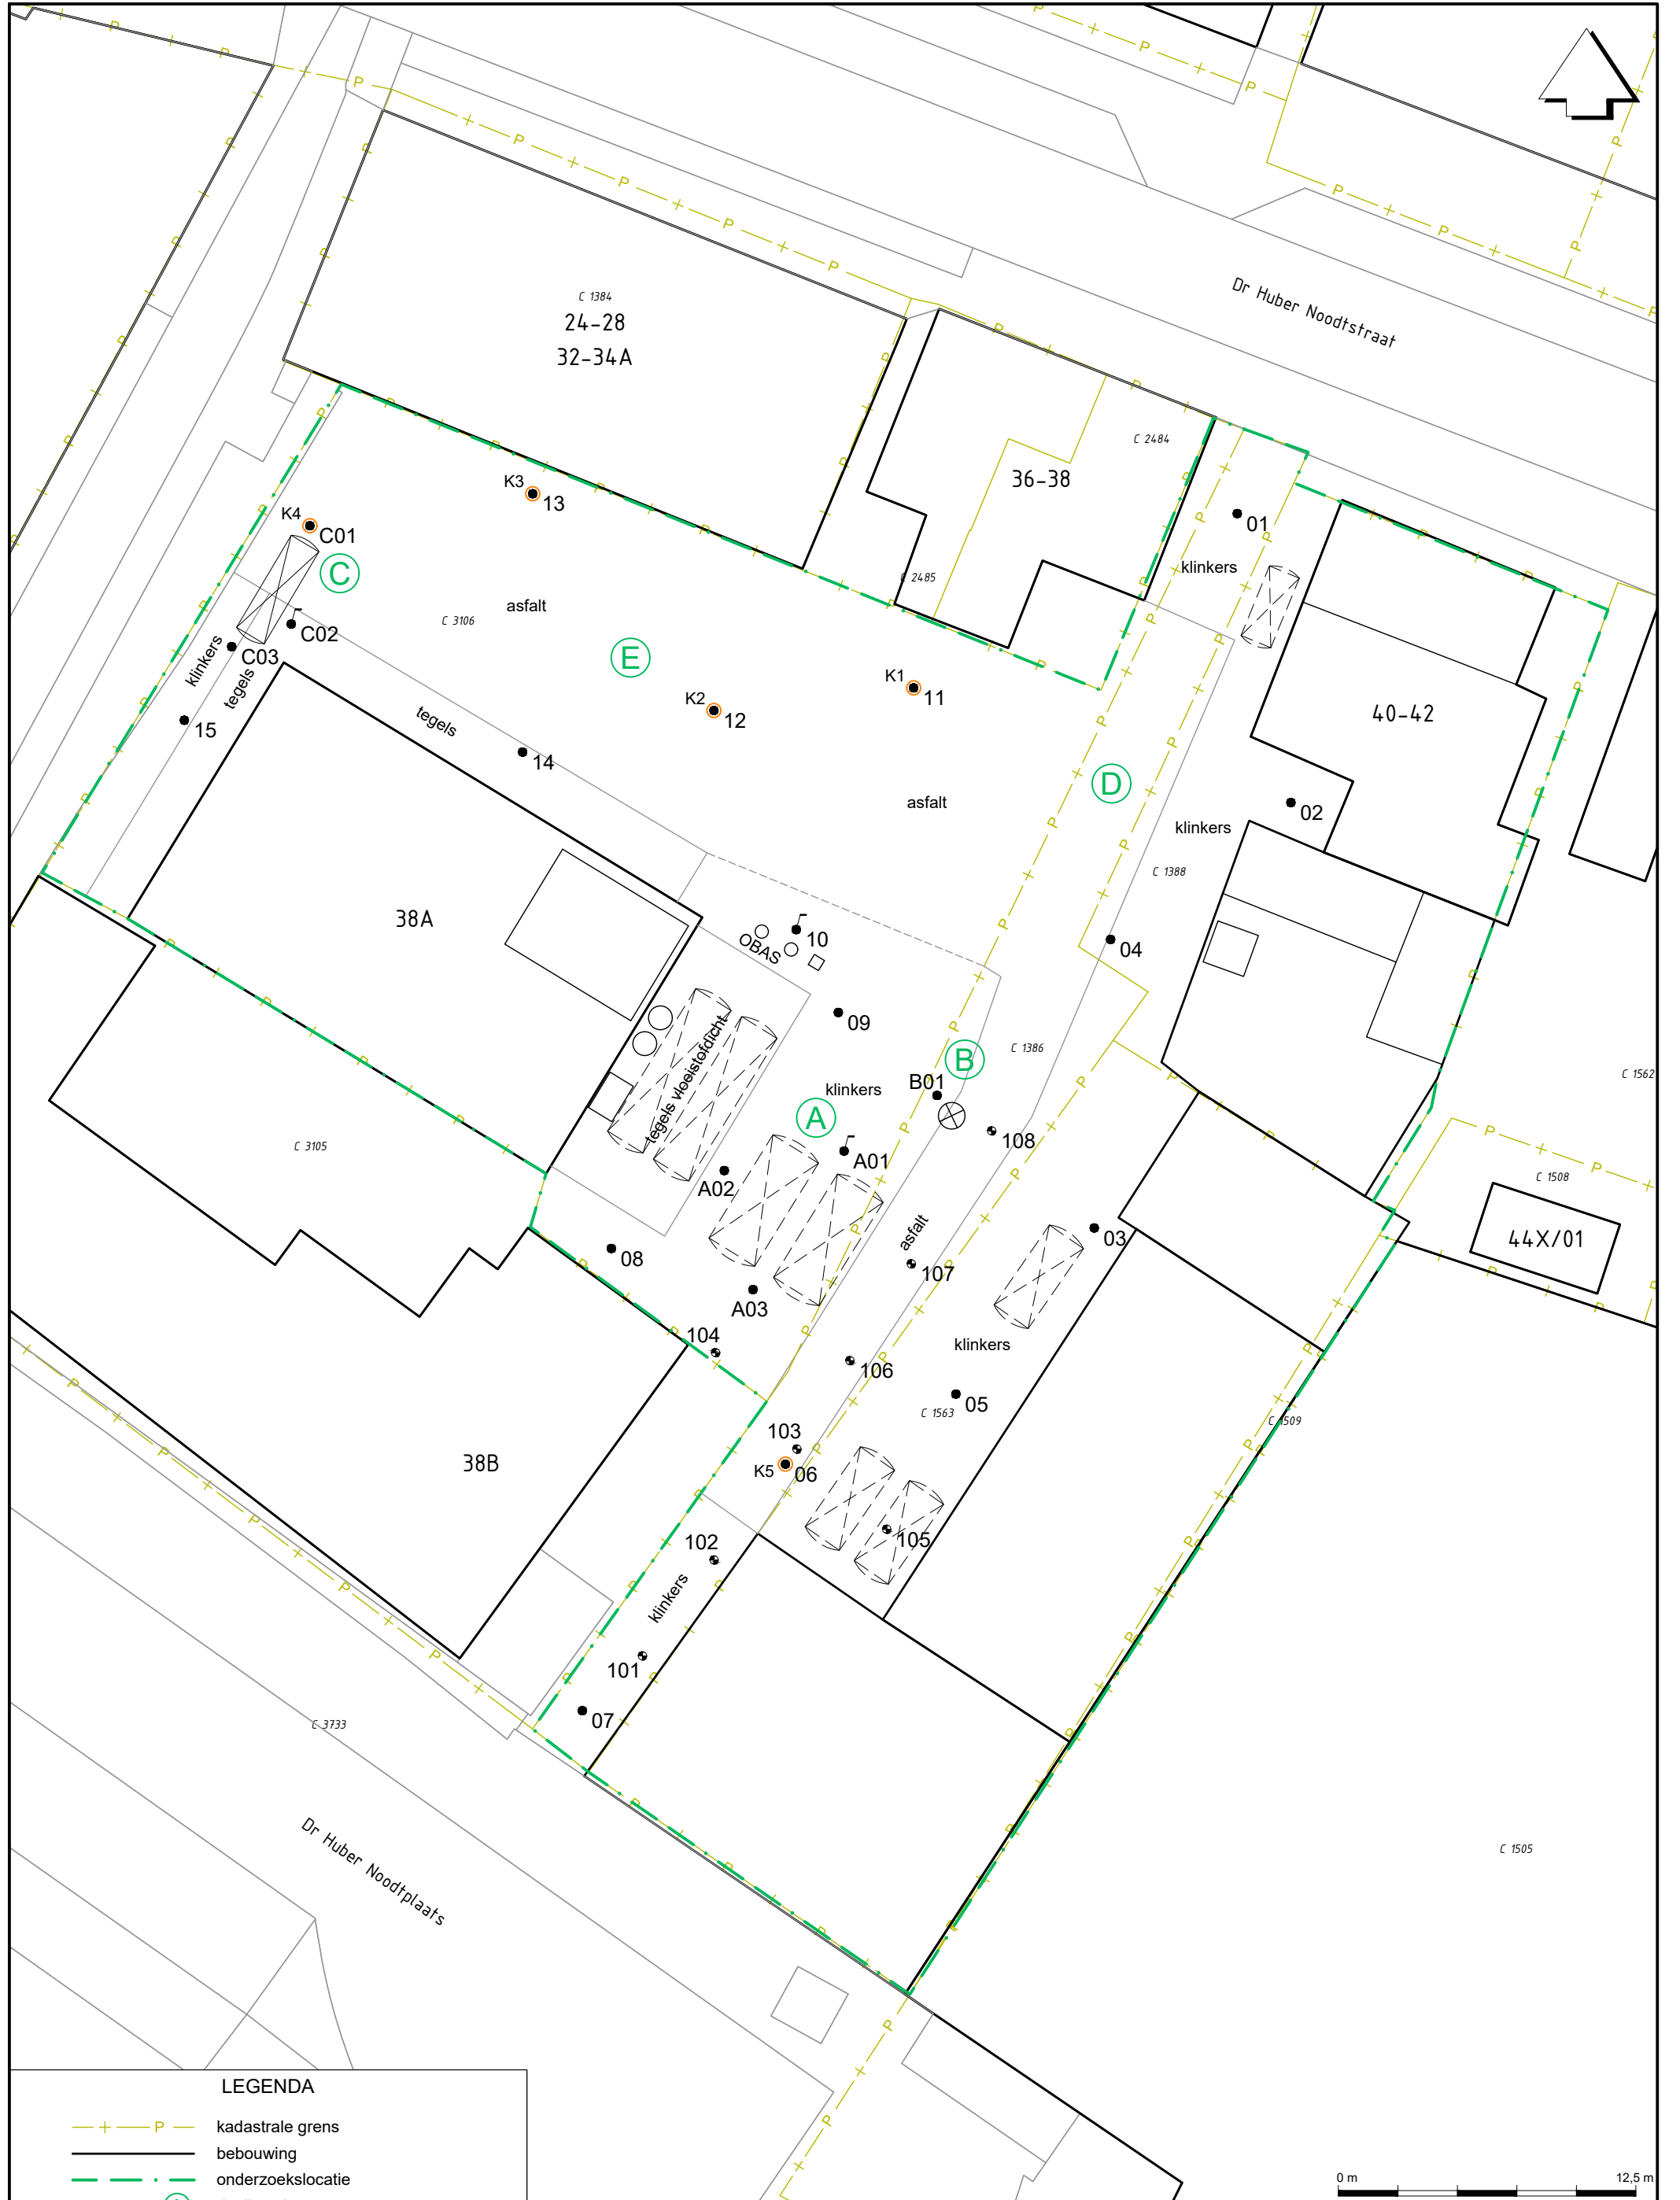 Dr Huber Noodtstraat
C 1384
24-28
32-34A
C 2484
36-38
C 2485
K3
13
K4
C01
C
01
klinkers
asfalt
C 3106
C02
C03
klinkers
tegels
E
K1
11
K2
12
15
tegels
14
40-42
D
asfalt
02
klinkers
C 1388
38A
OBAS
10
04
09
C 1386
B
B01
C 1562
tegels vloeistofdicht
klinkers
A
108
C 3105
A01
A02
C 1508
44X/01
asfalt
03
08
107
A03
104
klinkers
106
05
C 1563
C 1509
103
K5
06
38B
105
102
klinkers
101
07
C 3733
Dr Huber Noodtplaats
C 1505
LEGENDA
P
kadastrale grens
bebouwing
onderzoekslocatie
0 m
12,5 m